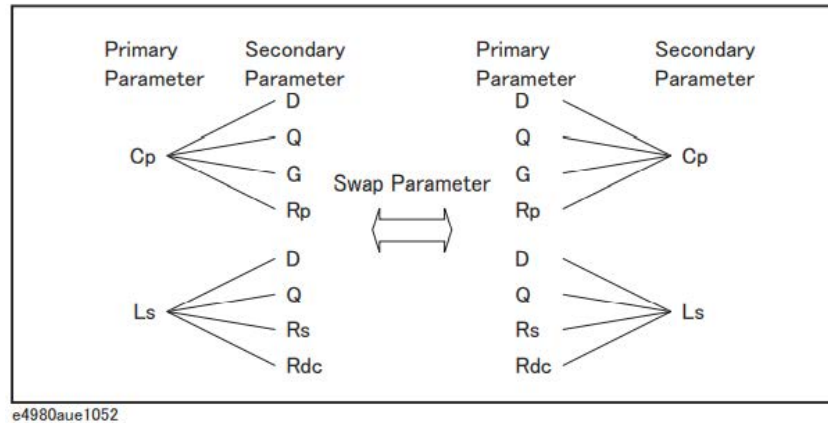 Primary Parameter
Secondary Parameter
Primary Parameter
Secondary Parameter
Cp
D
Q
G
Rp
Ls
D
Q
Rs
Rdc
Swap Parameter
D
Q
G
Rp
Cp
D
Q
Rs
Rdc
Ls
e4980aue1052